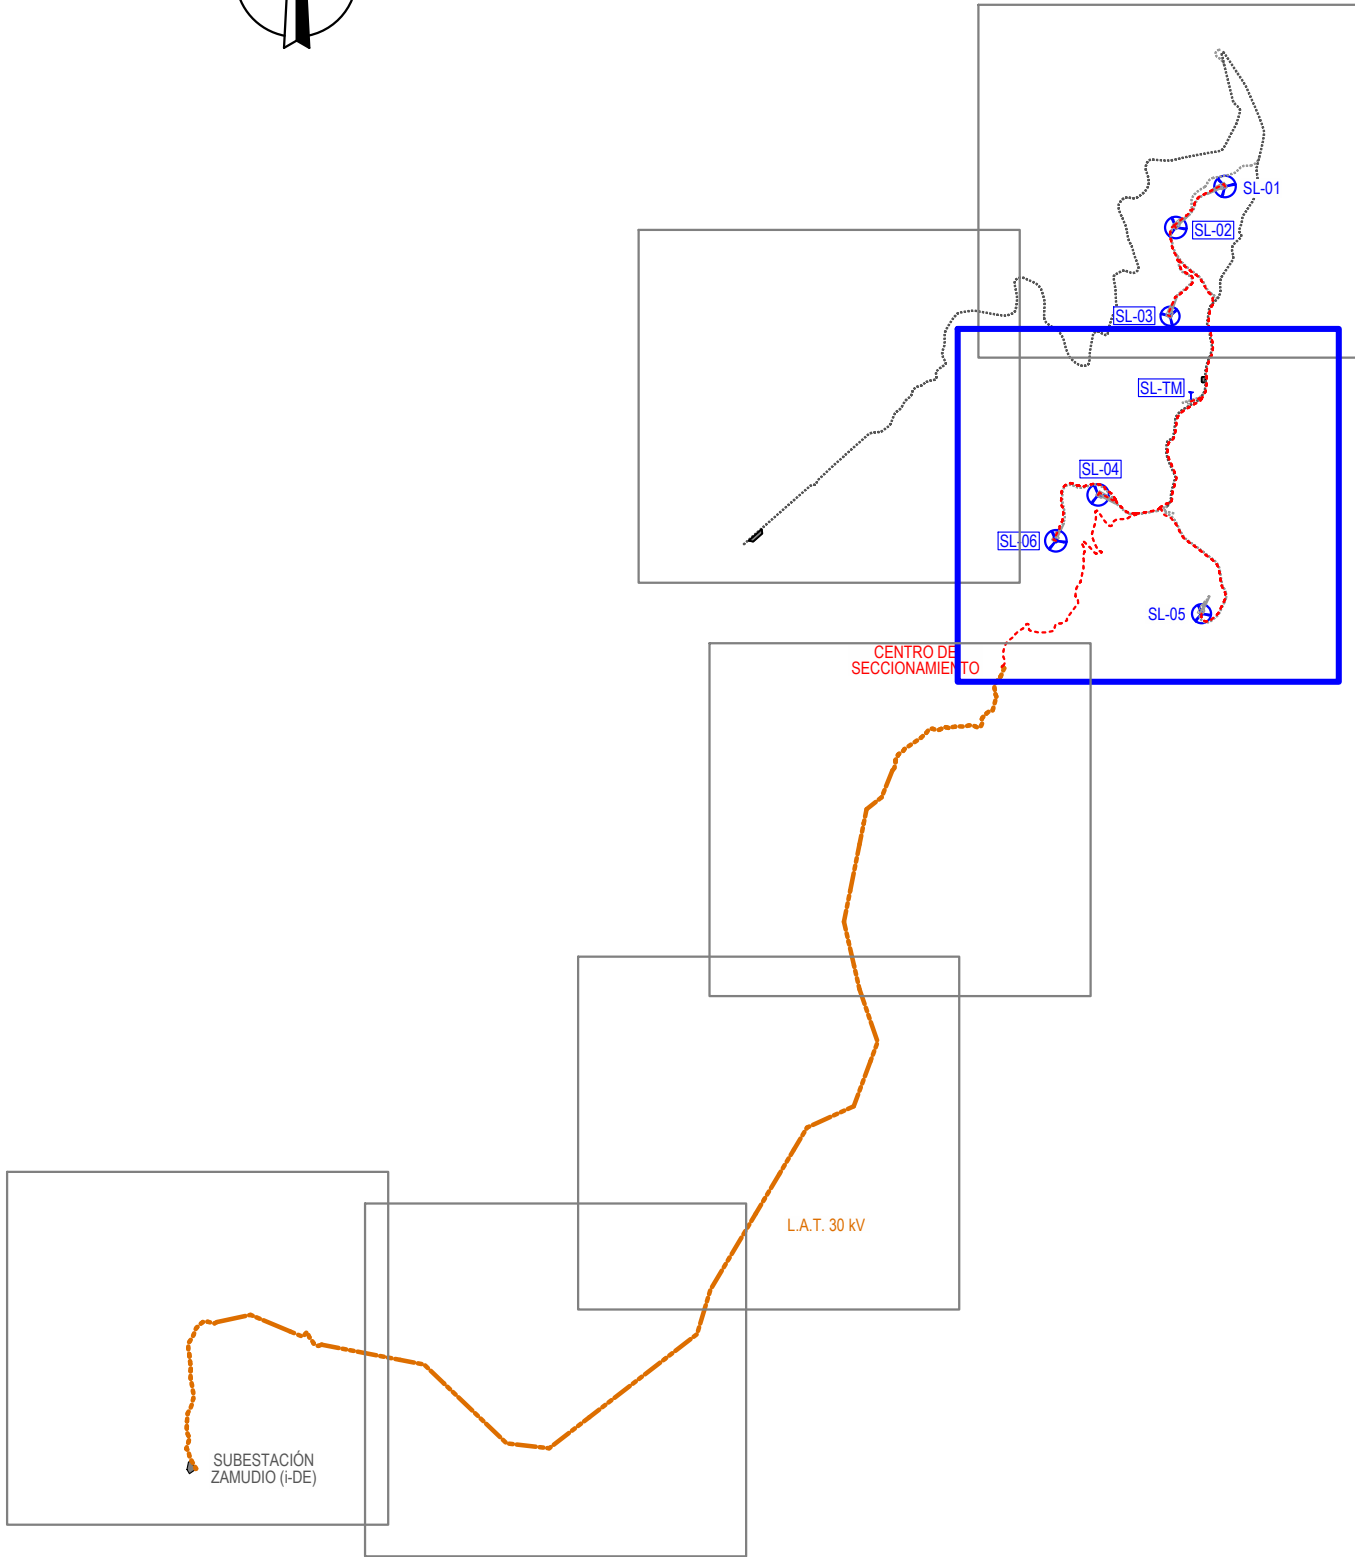 SL-01
SL-02
SL-03
SL-TM
SL-04
SL-06
SL-05
CENTRO DE
SECCIONAMIENTO
L.A.T. 30 kV
SUBESTACIÓN
ZAMUDIO (i-DE)